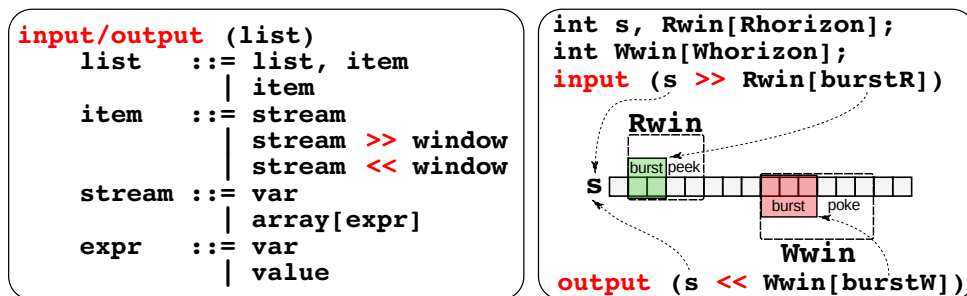 input/output (list)
list ::= list, item
| item
item ::= stream
| stream >> window
| stream << window
stream ::= var
| array[expr]
expr ::= var
| value
int s, Rwin[Rhorizon];
int Wwin[Whorizon];
input (s >> Rwin[burstR])
Rwin
burst peek
s
burst poke
Wwin
output (s << Wwin[burstW])